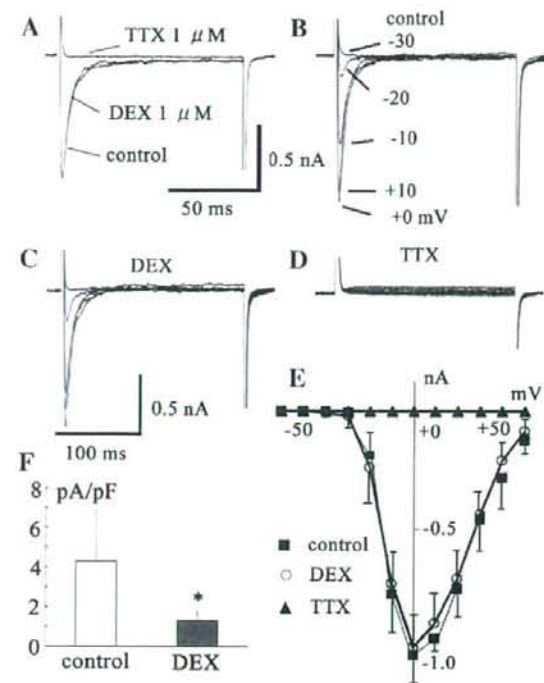 A
TTX 1 μM
DEX 1 μM
control
0.5 nA
50 ms
B
control
-30
-20
-10
+10
+0 mV
C
DEX
0.5 nA
100 ms
D
TTX
E
nA
mV
-50
+0
+50
-0.5
-1.0
control
DEX
TTX
F
pA/pF
8
6
4
2
0
*
control
DEX